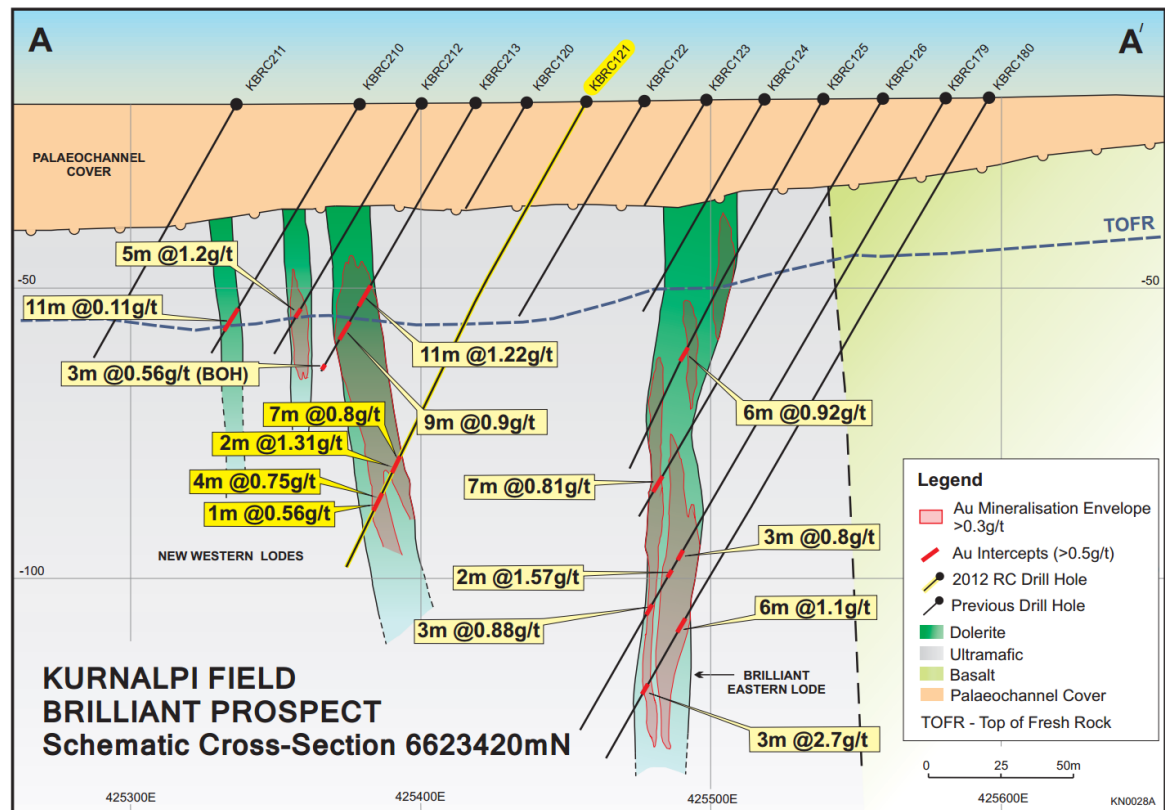 A
A'
KBRC211
KBRC210
KBRC212
KBRC213
KBRC120
KBRC121
KBRC122
KBRC123
KBRC124
KBRC125
KBRC126
KBRC179
KBRC180
PALAEOCHANNEL
COVER
TOFR
-50
-50
5m @1.2g/t
11m @0.11g/t
3m @0.56g/t (BOH)
11m @1.22g/t
9m @0.9g/t
7m @0.8g/t
2m @1.31g/t
4m @0.75g/t
1m @0.56g/t
6m @0.92g/t
7m @0.81g/t
3m @0.8g/t
2m @1.57g/t
6m @1.1g/t
3m @0.88g/t
3m @2.7g/t
NEW WESTERN LODES
-100
BRILLIANT
EASTERN LODE
KURNALPI FIELD
BRILLIANT PROSPECT
Schematic Cross-Section 6623420mN
Legend
Au Mineralisation Envelope
>0.3g/t
Au Intercepts (>0.5g/t)
2012 RC Drill Hole
Previous Drill Hole
Dolerite
Ultramafic
Basalt
Palaeochannel Cover
TOFR - Top of Fresh Rock
0 25 50m
425300E
425400E
425500E
425600E
KN0028A